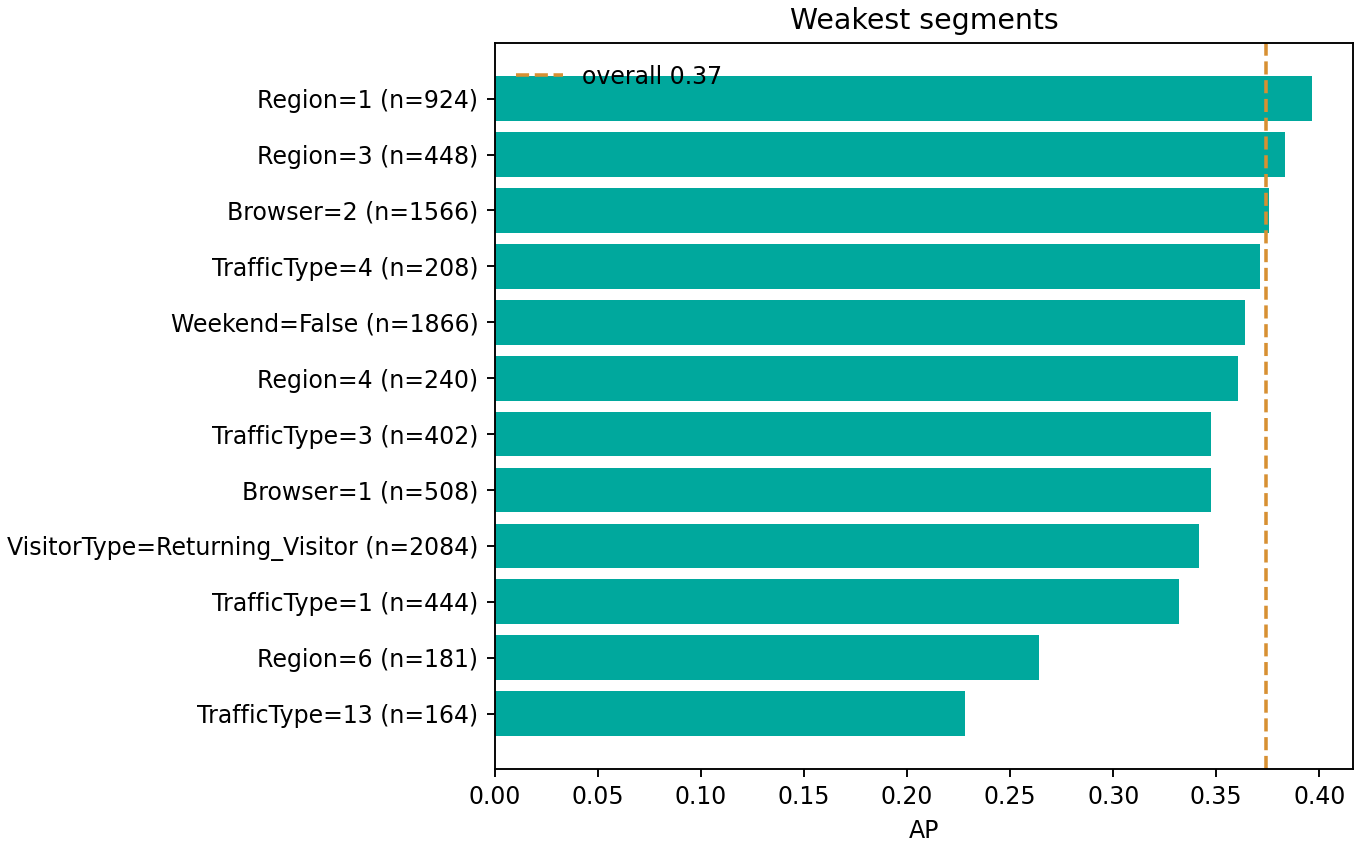 Weakest segments
overall 0.37
Region=1 (n=924)
Region=3 (n=448)
Browser=2 (n=1566)
TrafficType=4 (n=208)
Weekend=False (n=1866)
Region=4 (n=240)
TrafficType=3 (n=402)
Browser=1 (n=508)
VisitorType=Returning_Visitor (n=2084)
TrafficType=1 (n=444)
Region=6 (n=181)
TrafficType=13 (n=164)
0.00 0.05 0.10 0.15 0.20 0.25 0.30 0.35 0.40
AP